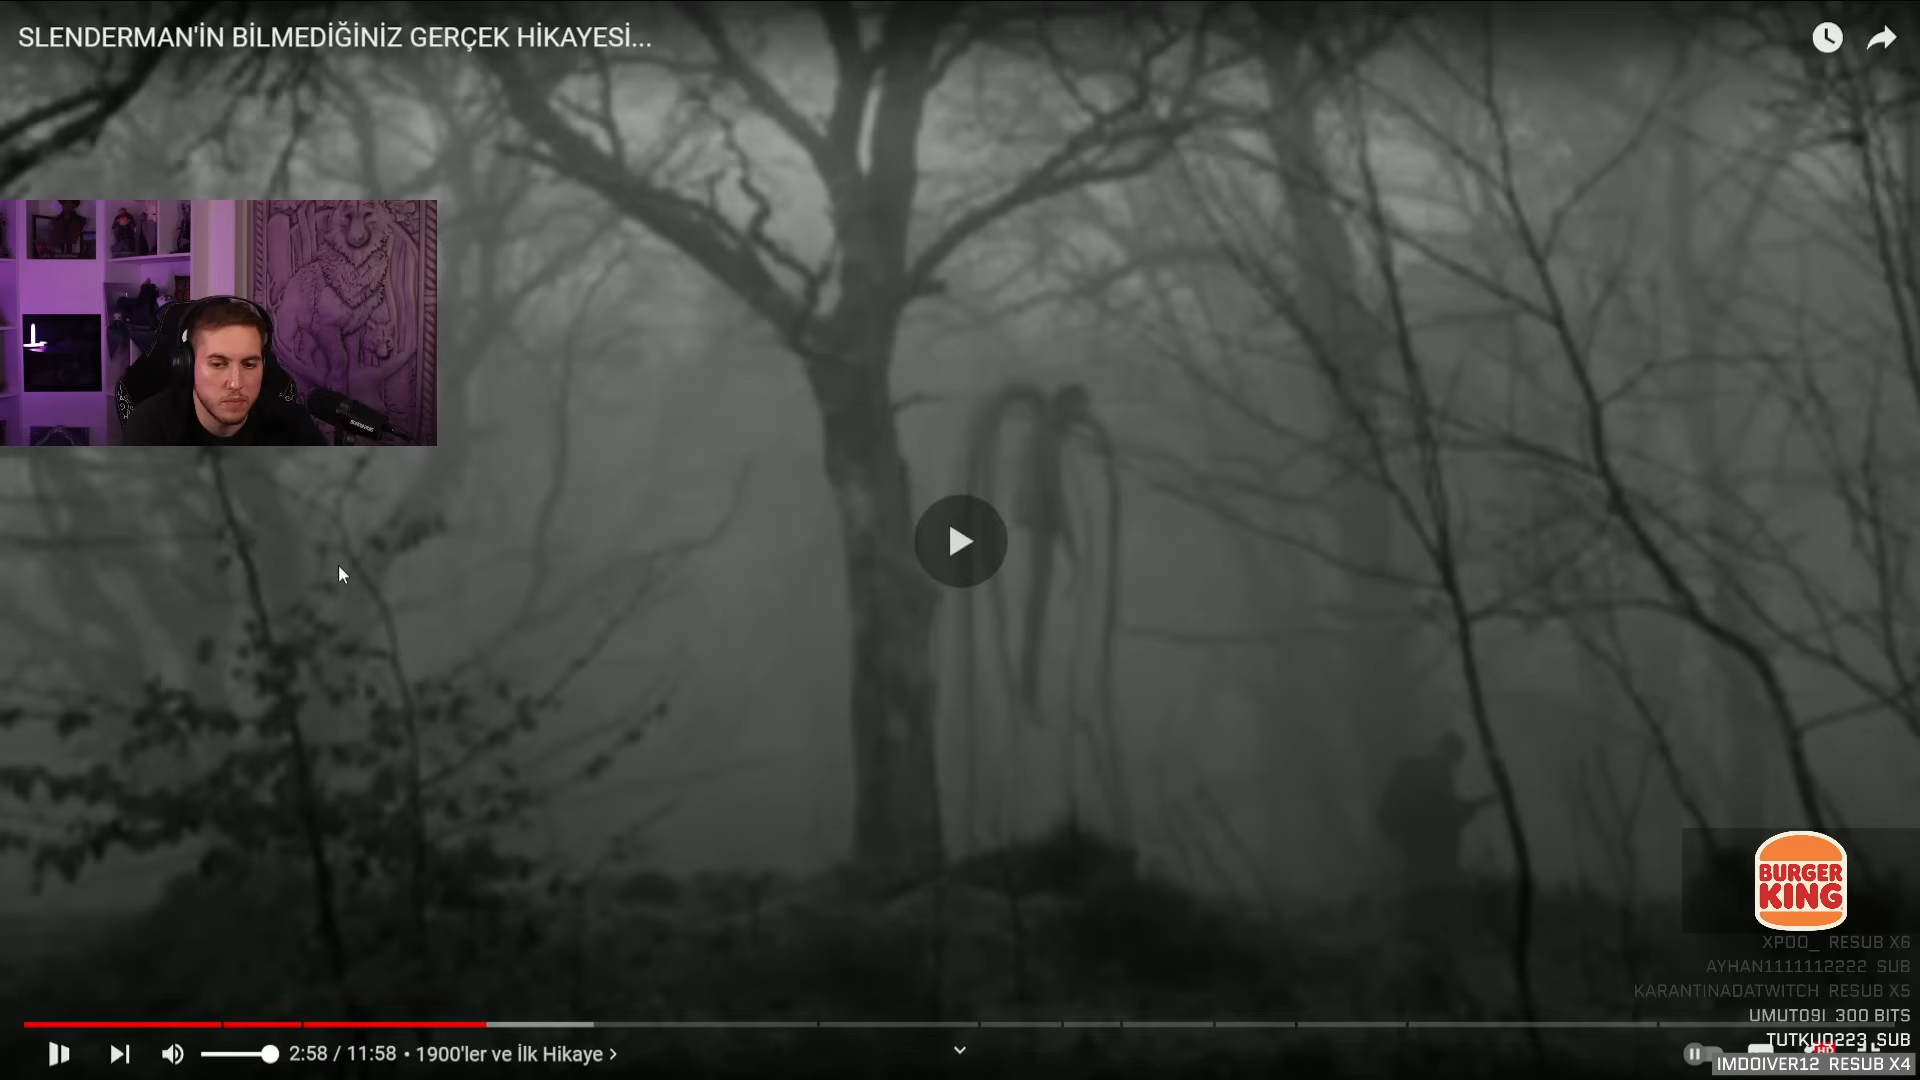 SLENDERMAN'İN BİLMEDİĞİNİZ GERÇEK HİKAYESİ...
BURGER
KING
XPOO_ RESUB X6
AYHAN1111112222 SUB
KARANTINADATWITCH RESUB X5
UMUT09I 300 BITS
TUTKU0223 SUB
IMDOIVER12 RESUB X4
2:58 / 11:58 • 1900'ler ve İlk Hikaye >
HD